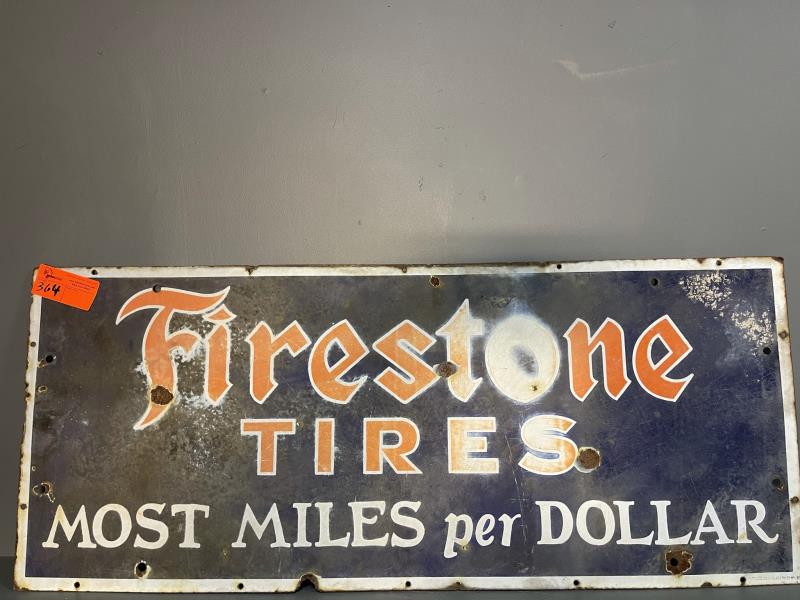 364
Firestone
TIRES
MOST MILES per DOLLAR